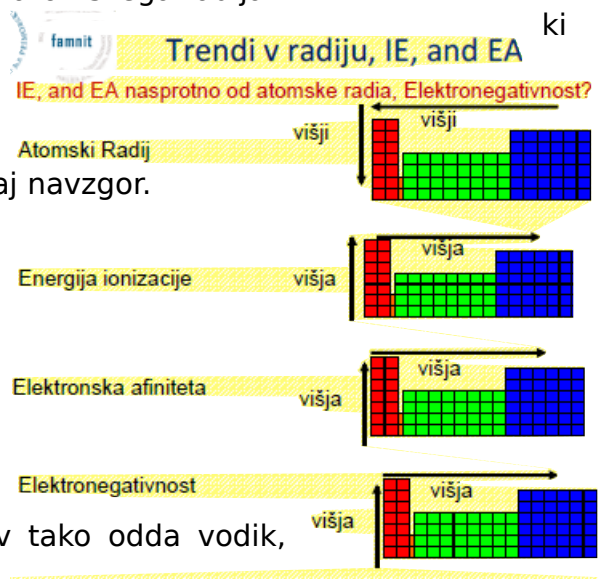 ki
famnit
Trendi v radiju, IE, and EA
IE, and EA nasprotno od atomske radia, Elektronegativnost?
višji
višji
Atomski Radij
aj navzgor.
višja
Energija ionizacije
višja
višja
Elektronska afiniteta
višja
Elektronegativnost
višja
višja
v tako odda vodik,